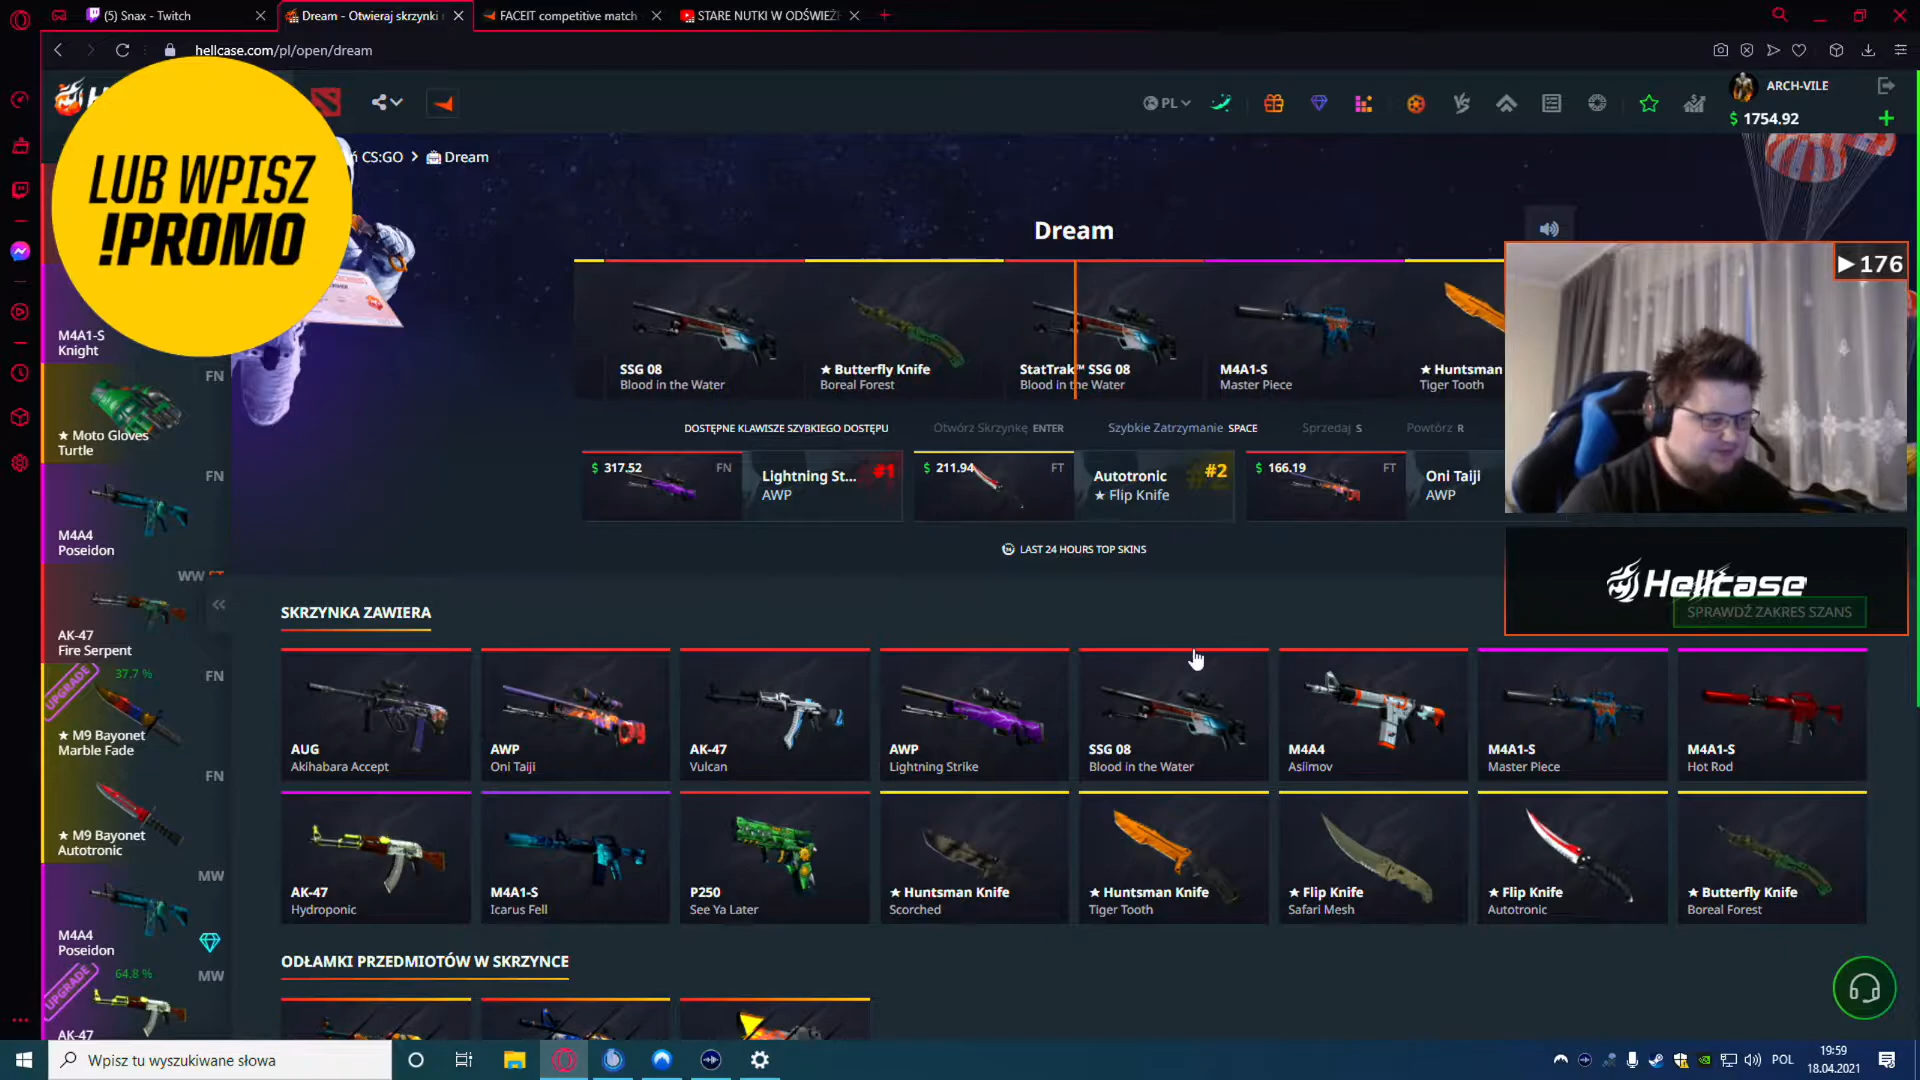 (5) Snax - Twitch
Dream - Otwieraj skrzynki
FACEIT competitive match
STARE NUTKI W ODŚWIEŻ
hellcase.com/pl/open/dream
LUB WPISZ
!PROMO
PL
ARCH-VILE
$ 1754.92
CS:GO > Dream
Dream
176
SSG 08
Blood in the Water
★ Butterfly Knife
Boreal Forest
StatTrak™ SSG 08
Blood in the Water
M4A1-S
Master Piece
★ Huntsman
Tiger Tooth
DOSTĘPNE KLAWISZE SZYBKIEGO DOSTĘPU
Otwórz Skrzynkę ENTER
Szybkie Zatrzymanie SPACE
Sprzedaj S
Powtórz R
$ 317.52
FN
Lightning St...
AWP
#1
$ 211.94
FT
Autotronic
★ Flip Knife
#2
$ 166.19
FT
Oni Taiji
AWP
LAST 24 HOURS TOP SKINS
Hellcase
SPRAWDŹ ZAKRES SZANS
M4A1-S
Knight
FN
★ Moto Gloves
Turtle
FN
M4A4
Poseidon
WW
AK-47
Fire Serpent
UPGRADE
37.7 %
FN
★ M9 Bayonet
Marble Fade
FN
★ M9 Bayonet
Autotronic
MW
M4A4
Poseidon
UPGRADE
64.8 %
MW
AK-47
SKRZYNKA ZAWIERA
AUG
Akihabara Accept
AWP
Oni Taiji
AK-47
Vulcan
AWP
Lightning Strike
SSG 08
Blood in the Water
M4A4
Asiimov
M4A1-S
Master Piece
M4A1-S
Hot Rod
AK-47
Hydroponic
M4A1-S
Icarus Fell
P250
See Ya Later
★ Huntsman Knife
Scorched
★ Huntsman Knife
Tiger Tooth
★ Flip Knife
Safari Mesh
★ Flip Knife
Autotronic
★ Butterfly Knife
Boreal Forest
ODŁAMKI PRZEDMIOTÓW W SKRZYNCE
Wpisz tu wyszukiwane słowa
POL
19:59
18.04.2021